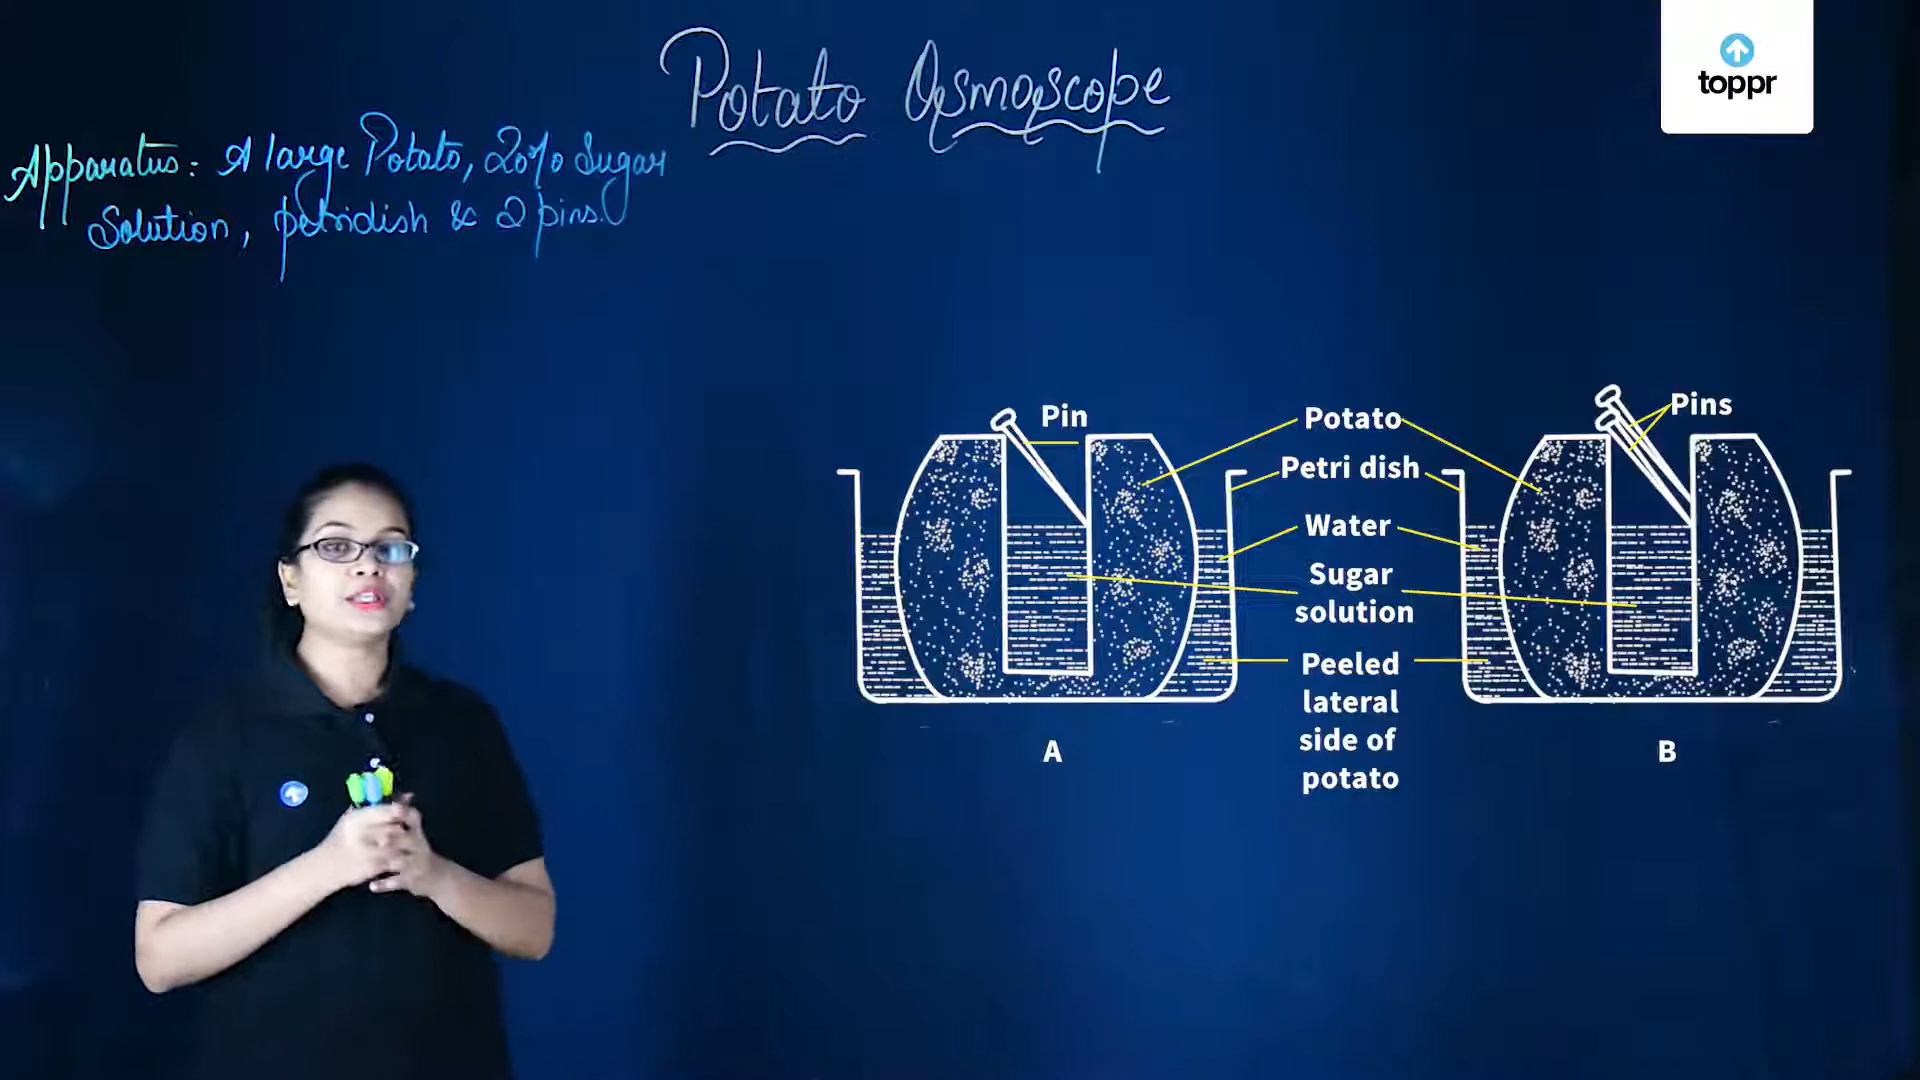 Potato Osmoscope
toppr
Apparatus: A large Potato, 20% Sugar
Solution, petridish & 2 pins.
Pin
Potato
Pins
Petri dish
Water
Sugar
solution
Peeled
lateral
side of
potato
A
B